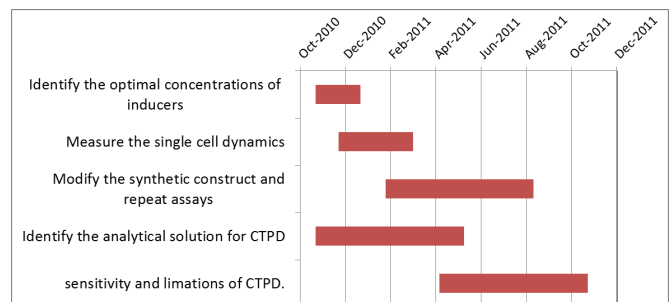 Oct-2010
Dec-2010
Feb-2011
Apr-2011
Jun-2011
Aug-2011
Oct-2011
Dec-2011
Identify the optimal concentrations of
inducers
Measure the single cell dynamics
Modify the synthetic construct and
repeat assays
Identify the analytical solution for CTPD
sensitivity and limations of CTPD.